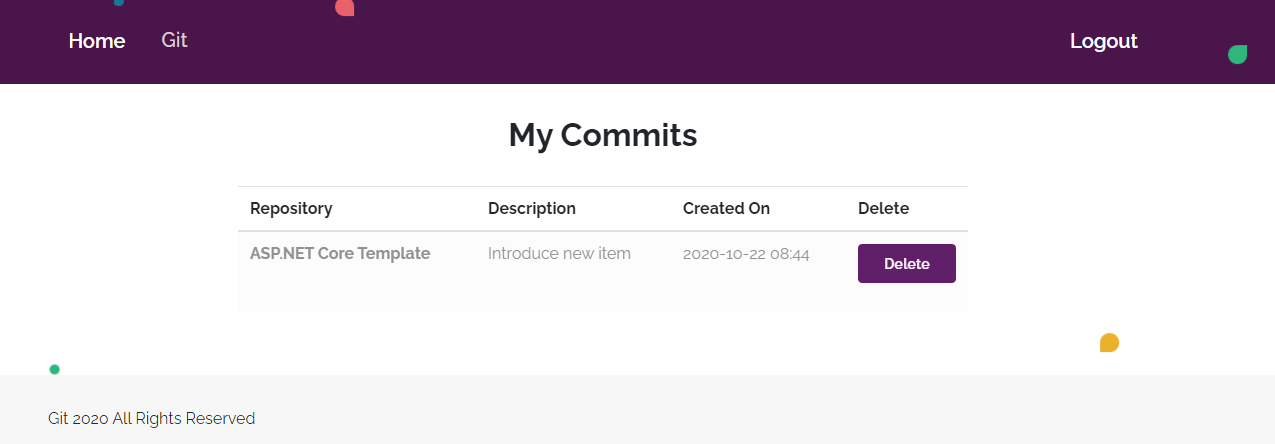 Home Git Logout
My Commits
Repository Description Created On Delete
ASP.NET Core Template Introduce new item 2020-10-22 08:44 Delete
Git 2020 All Rights Reserved